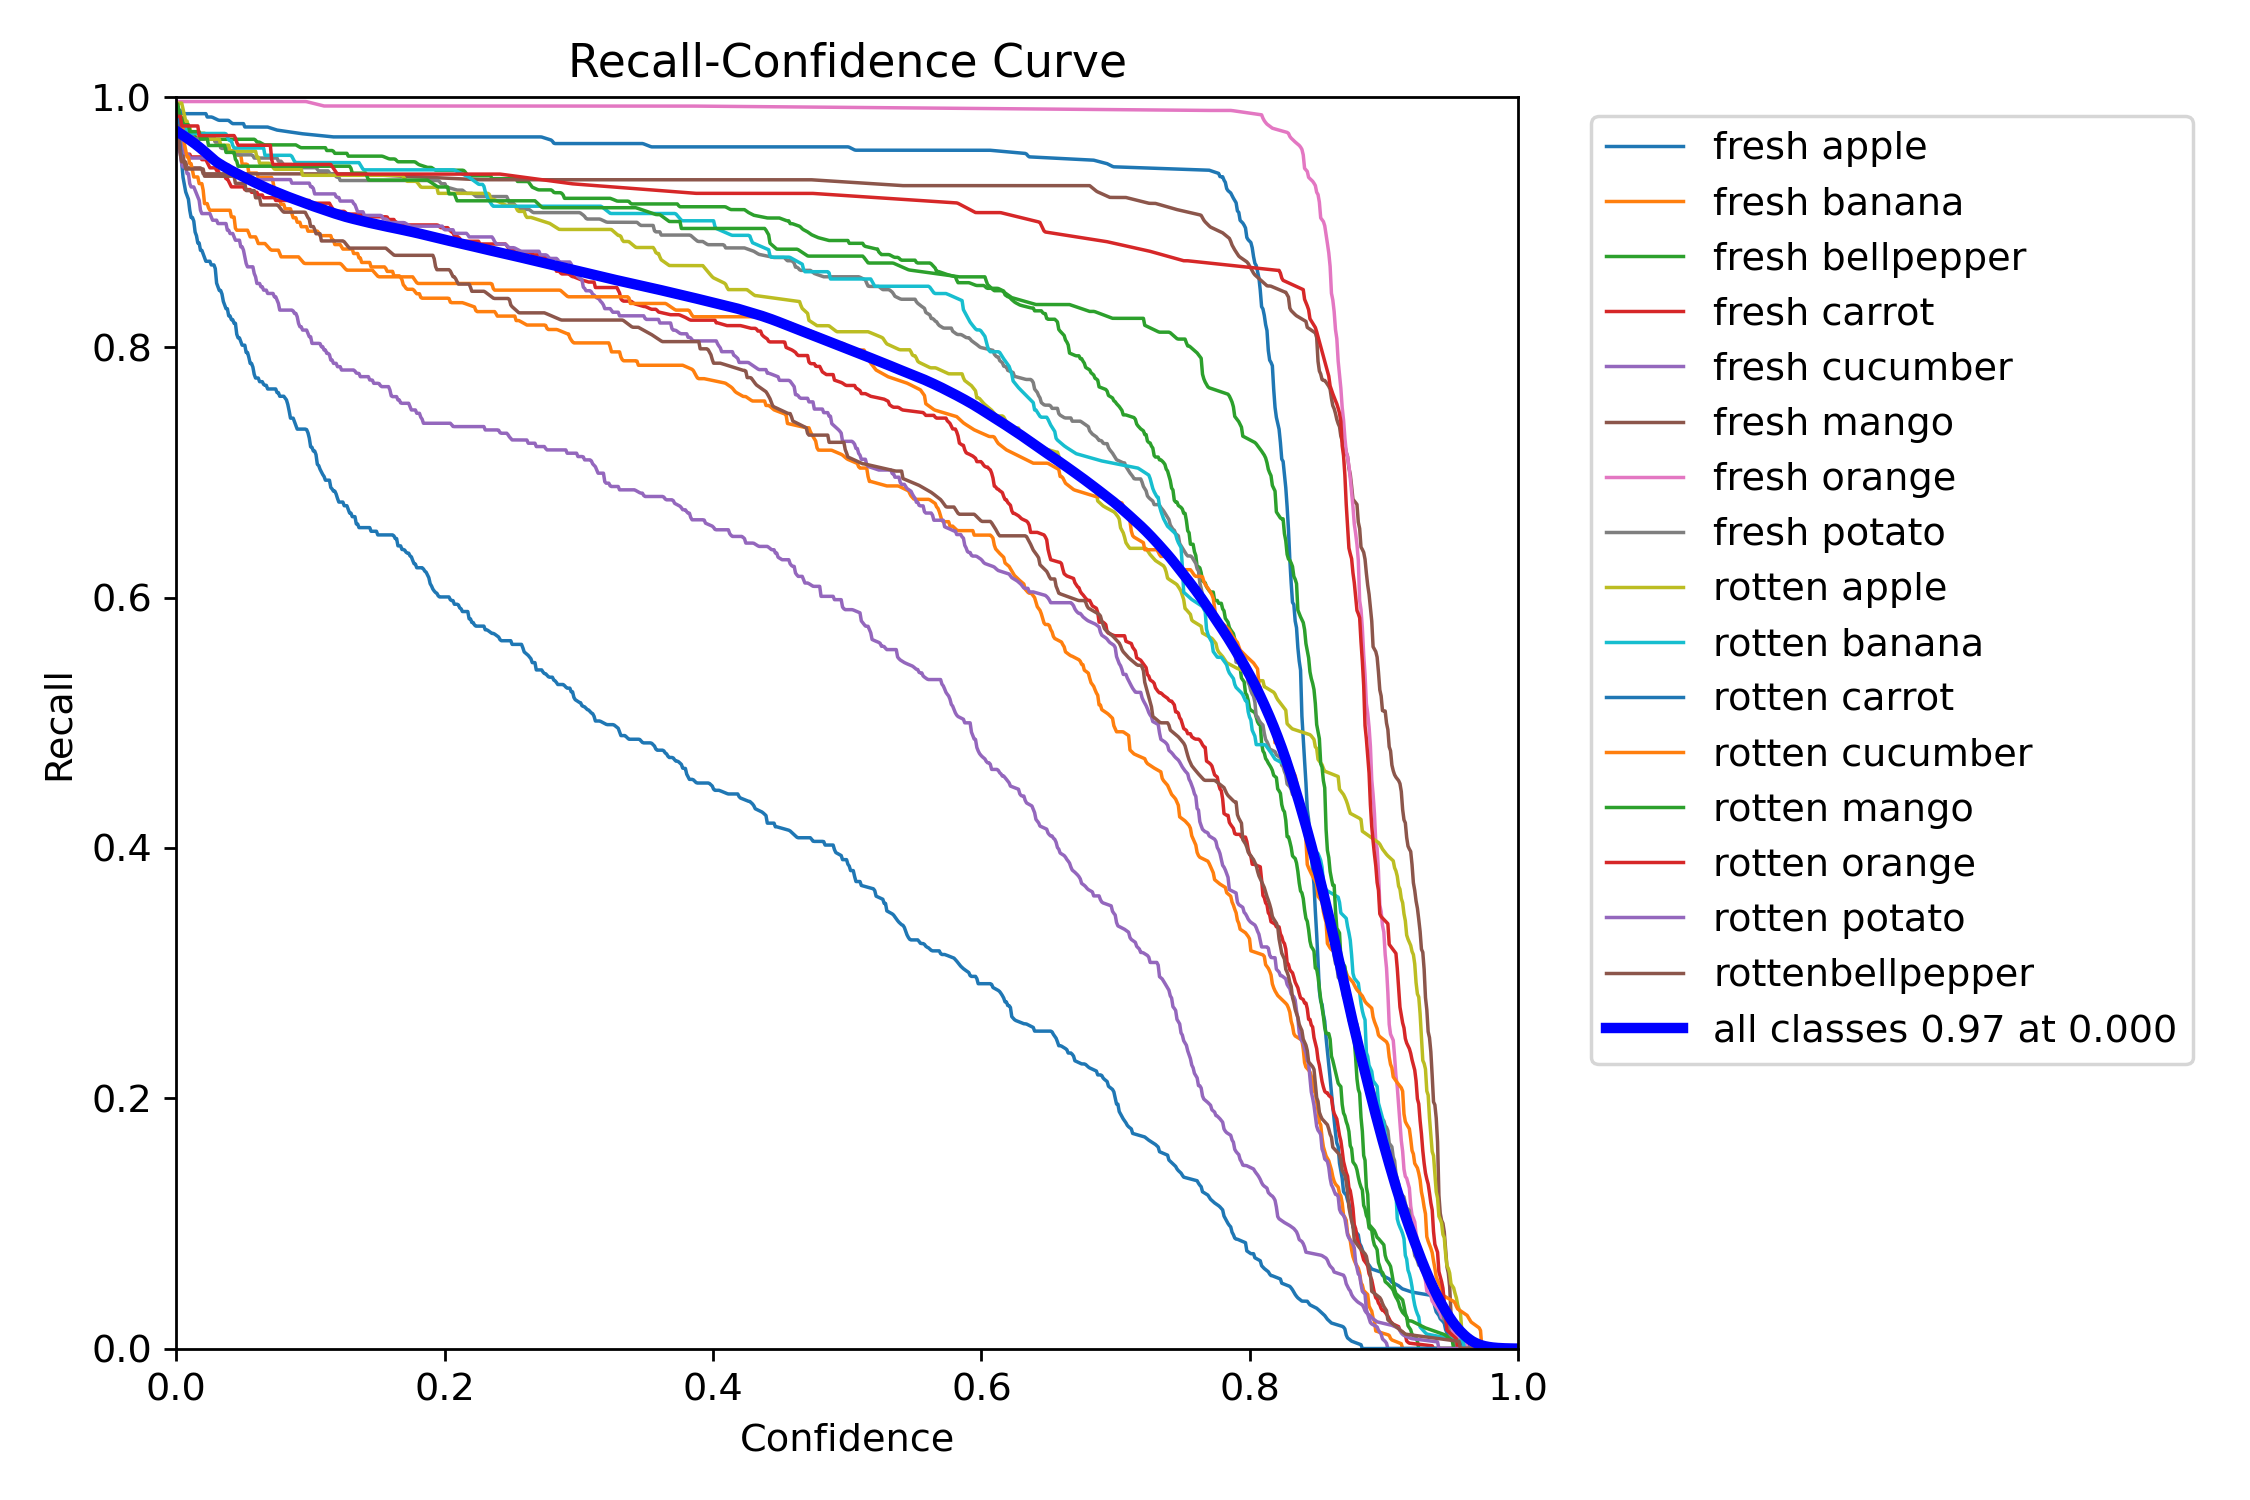 Recall-Confidence Curve
1.0
0.8
0.6
0.4
0.2
0.0
Recall
0.0 0.2 0.4 0.6 0.8 1.0
Confidence
fresh apple
fresh banana
fresh bellpepper
fresh carrot
fresh cucumber
fresh mango
fresh orange
fresh potato
rotten apple
rotten banana
rotten carrot
rotten cucumber
rotten mango
rotten orange
rotten potato
rottenbellpepper
all classes 0.97 at 0.000